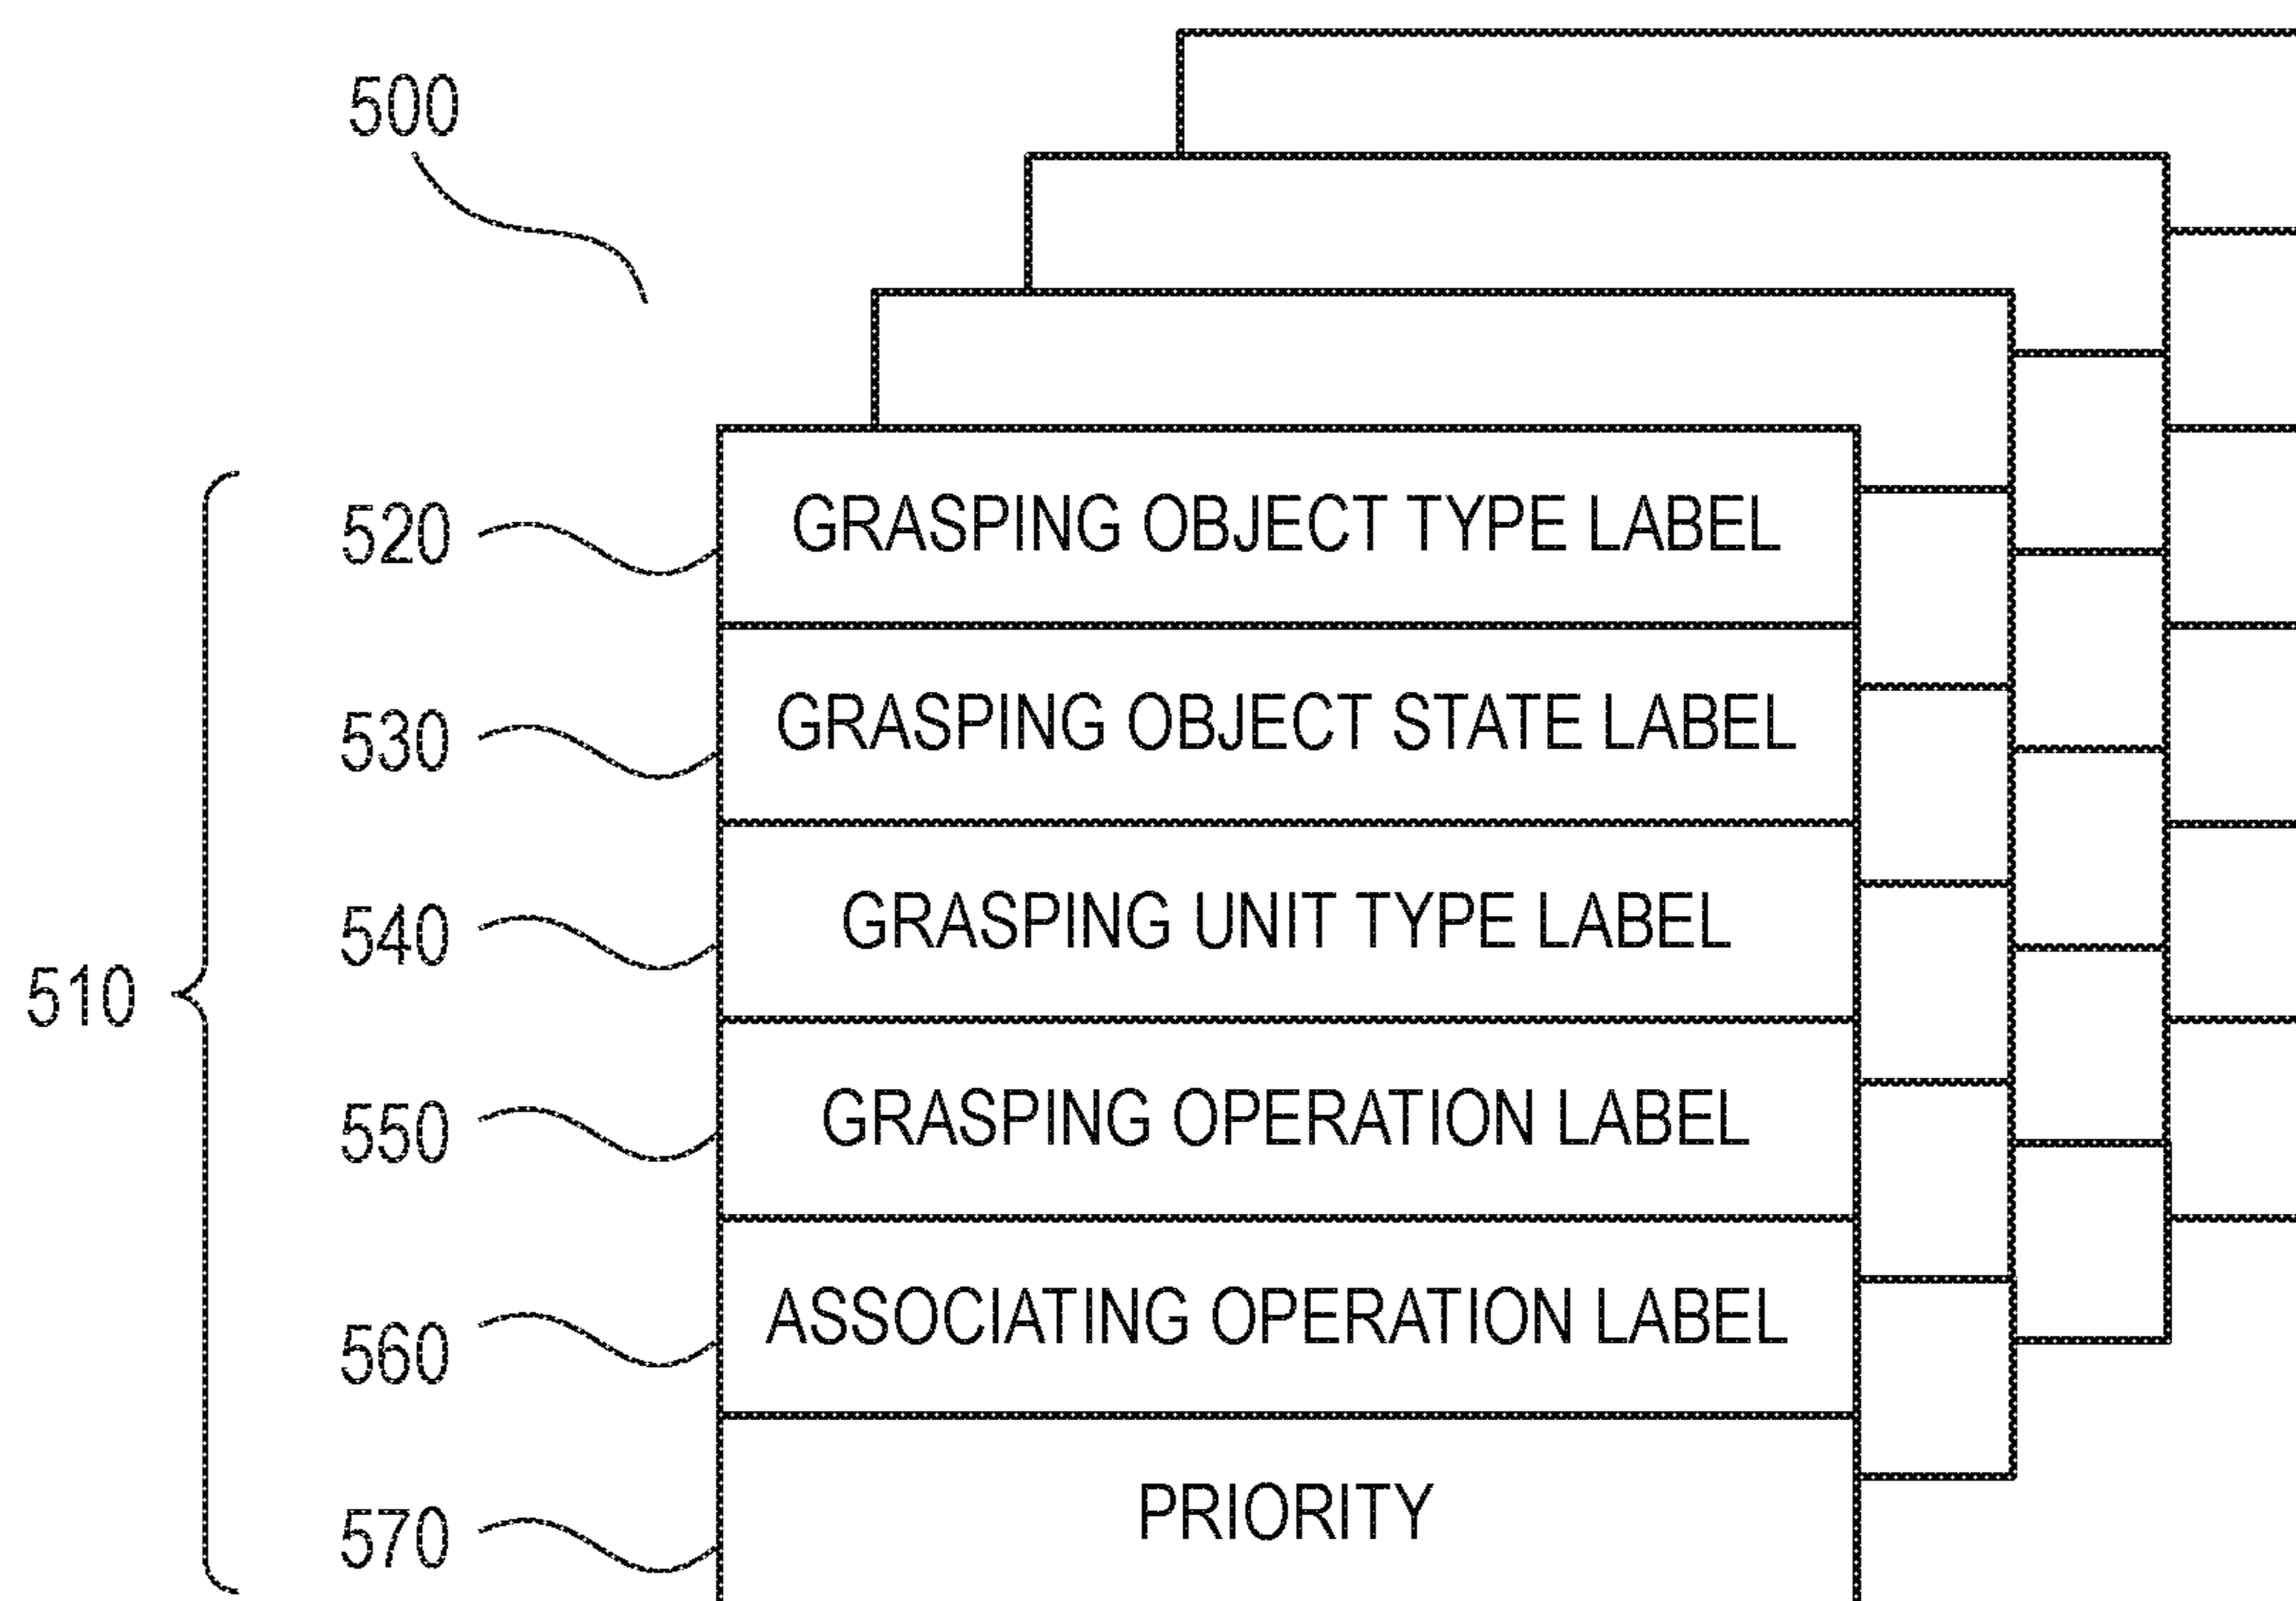 500
520 GRASPING OBJECT TYPE LABEL
530 GRASPING OBJECT STATE LABEL
540 GRASPING UNIT TYPE LABEL
510
550 GRASPING OPERATION LABEL
560 ASSOCIATING OPERATION LABEL
570 PRIORITY